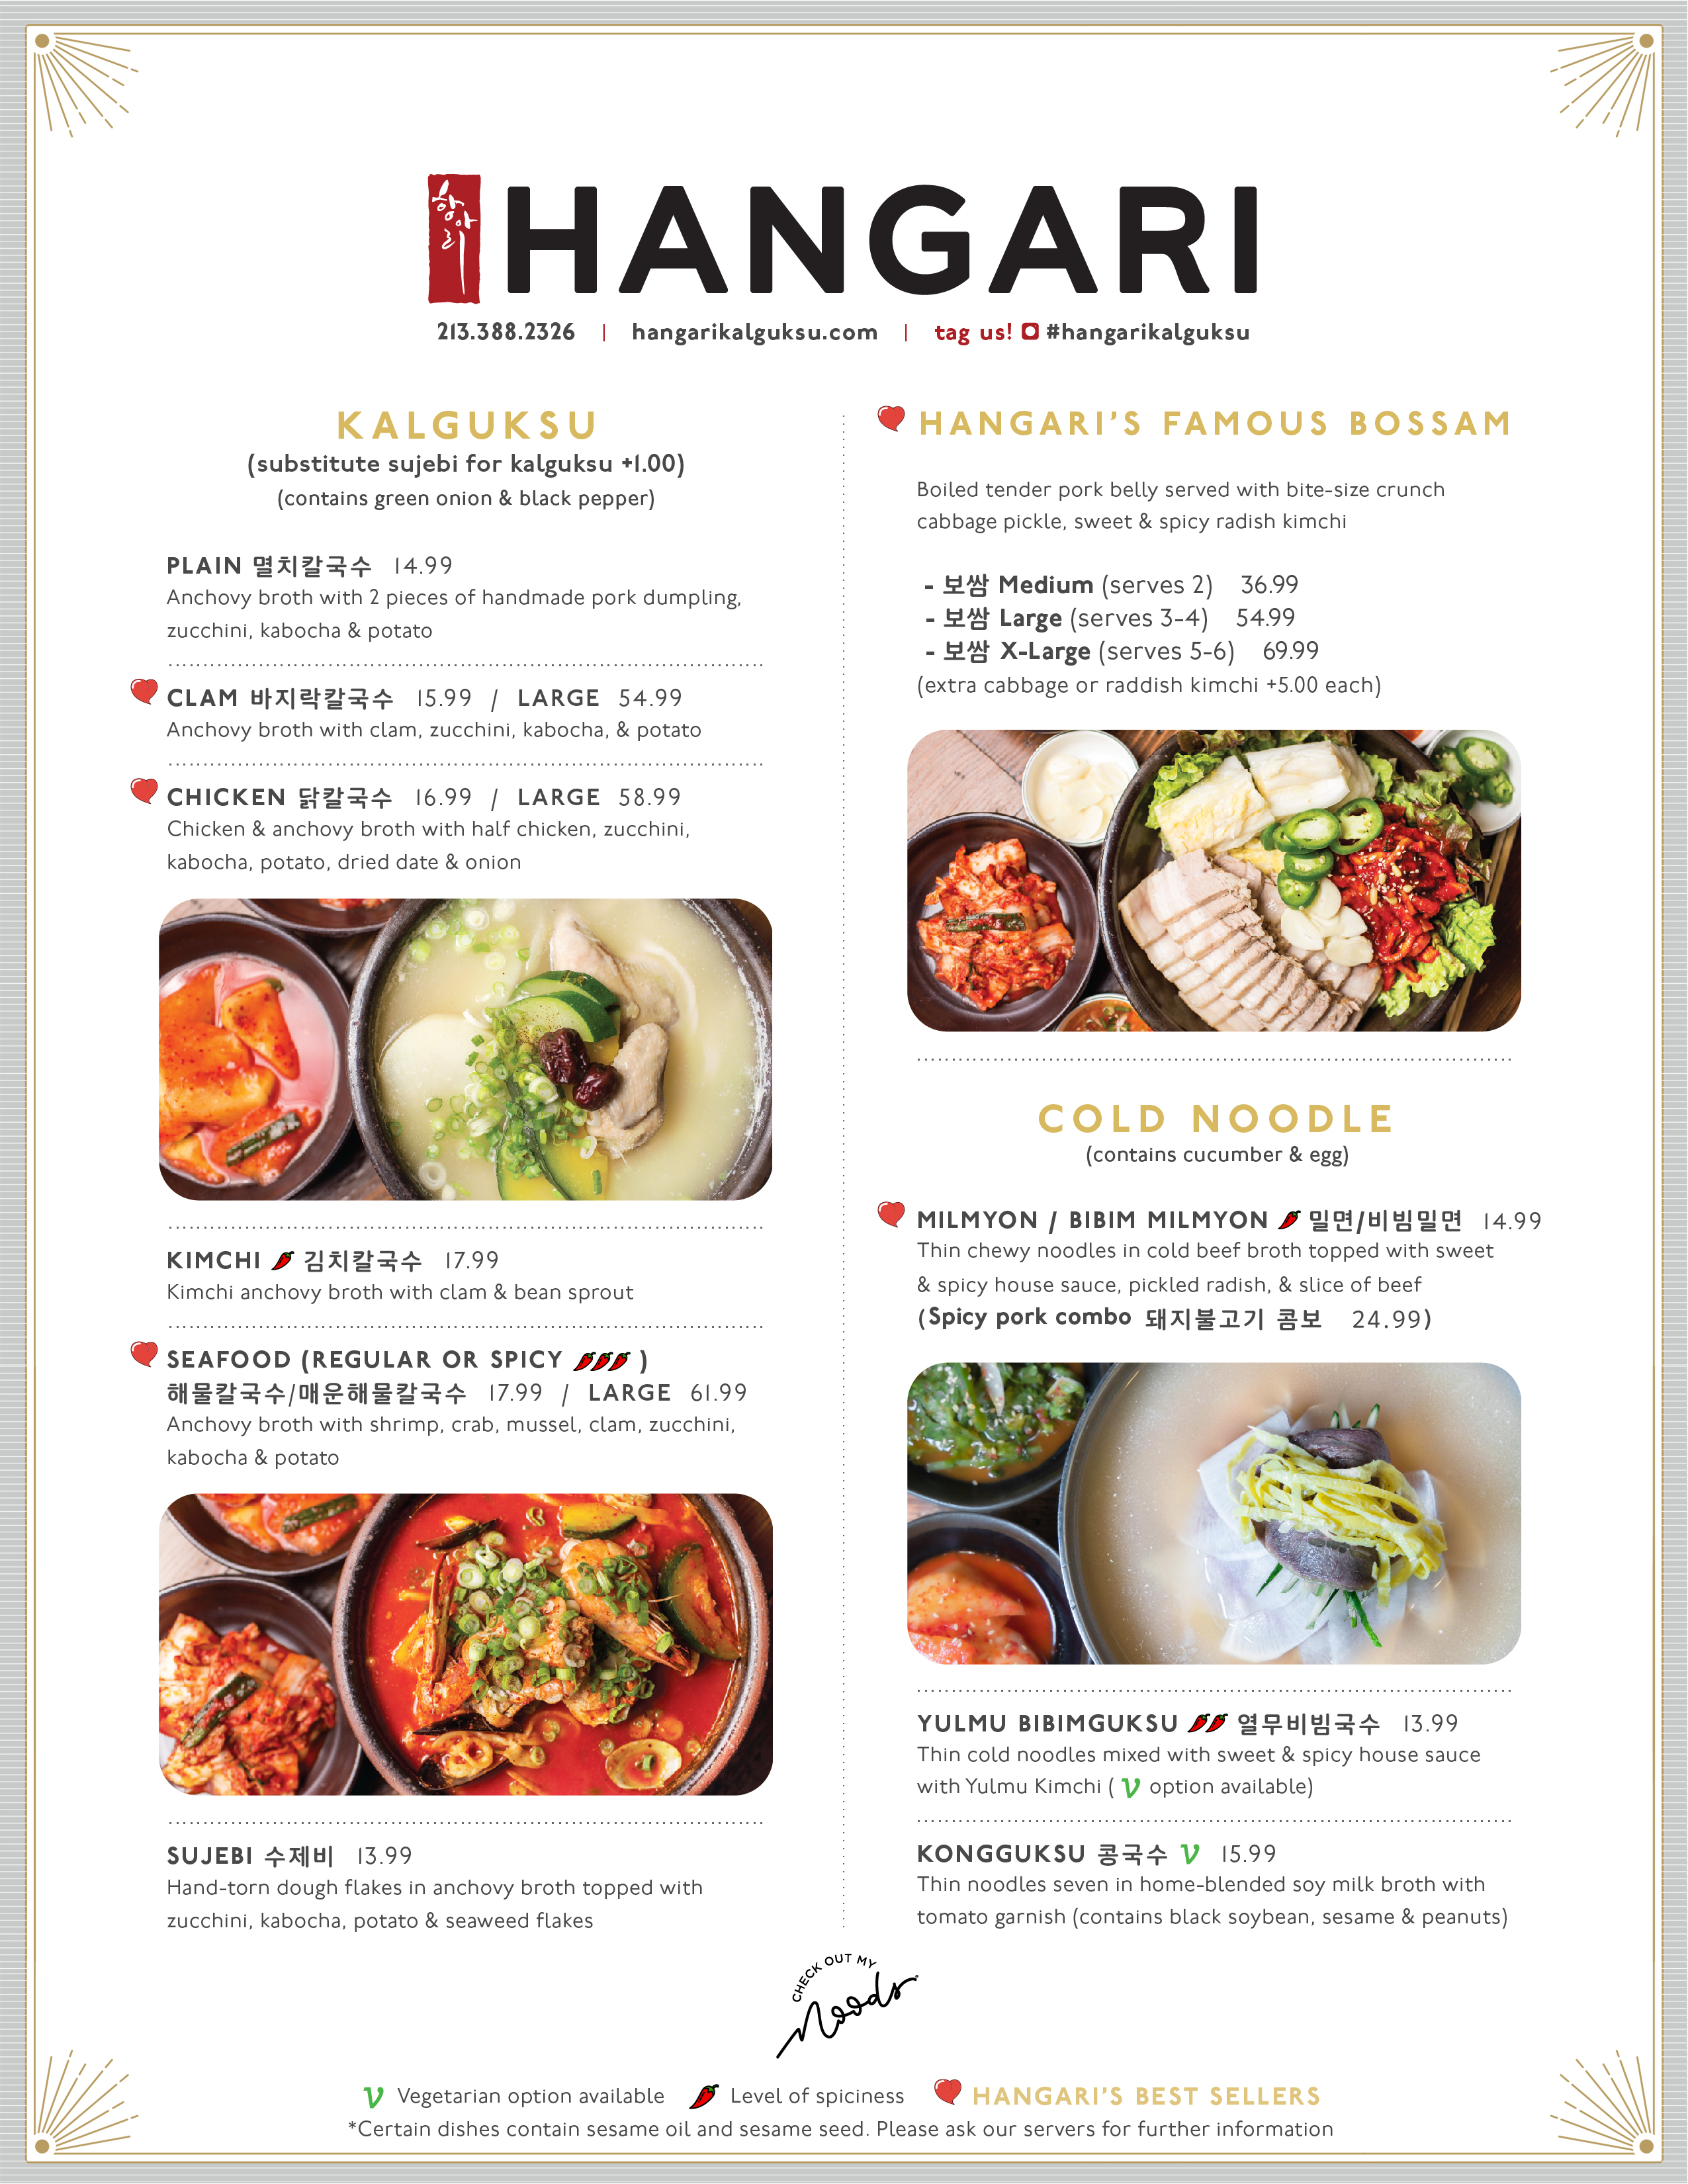 항아리
HANGARI
213.388.2326 | hangarikalguksu.com | tag us! #hangarikalguksu
KALGUKSU
(substitute sujebi for kalguksu +1.00)
(contains green onion & black pepper)
PLAIN 멸치칼국수 14.99
Anchovy broth with 2 pieces of handmade pork dumpling,
zucchini, kabocha & potato
CLAM 바지락칼국수 15.99 / LARGE 54.99
Anchovy broth with clam, zucchini, kabocha, & potato
CHICKEN 닭칼국수 16.99 / LARGE 58.99
Chicken & anchovy broth with half chicken, zucchini,
kabocha, potato, dried date & onion
KIMCHI 김치칼국수 17.99
Kimchi anchovy broth with clam & bean sprout
SEAFOOD (REGULAR OR SPICY )
해물칼국수/매운해물칼국수 17.99 / LARGE 61.99
Anchovy broth with shrimp, crab, mussel, clam, zucchini,
kabocha & potato
SUJEBI 수제비 13.99
Hand-torn dough flakes in anchovy broth topped with
zucchini, kabocha, potato & seaweed flakes
HANGARI'S FAMOUS BOSSAM
Boiled tender pork belly served with bite-size crunch
cabbage pickle, sweet & spicy radish kimchi
- 보쌈 Medium (serves 2) 36.99
- 보쌈 Large (serves 3-4) 54.99
- 보쌈 X-Large (serves 5-6) 69.99
(extra cabbage or raddish kimchi +5.00 each)
COLD NOODLE
(contains cucumber & egg)
MILMYON / BIBIM MILMYON 밀면/비빔밀면 14.99
Thin chewy noodles in cold beef broth topped with sweet
& spicy house sauce, pickled radish, & slice of beef
(Spicy pork combo 돼지불고기 콤보 24.99)
YULMU BIBIMGUKSU 열무비빔국수 13.99
Thin cold noodles mixed with sweet & spicy house sauce
with Yulmu Kimchi ( V option available)
KONGGUKSU 콩국수 V 15.99
Thin noodles seven in home-blended soy milk broth with
tomato garnish (contains black soybean, sesame & peanuts)
CHECK OUT MY
Noods
V Vegetarian option available Level of spiciness HANGARI'S BEST SELLERS
*Certain dishes contain sesame oil and sesame seed. Please ask our servers for further information